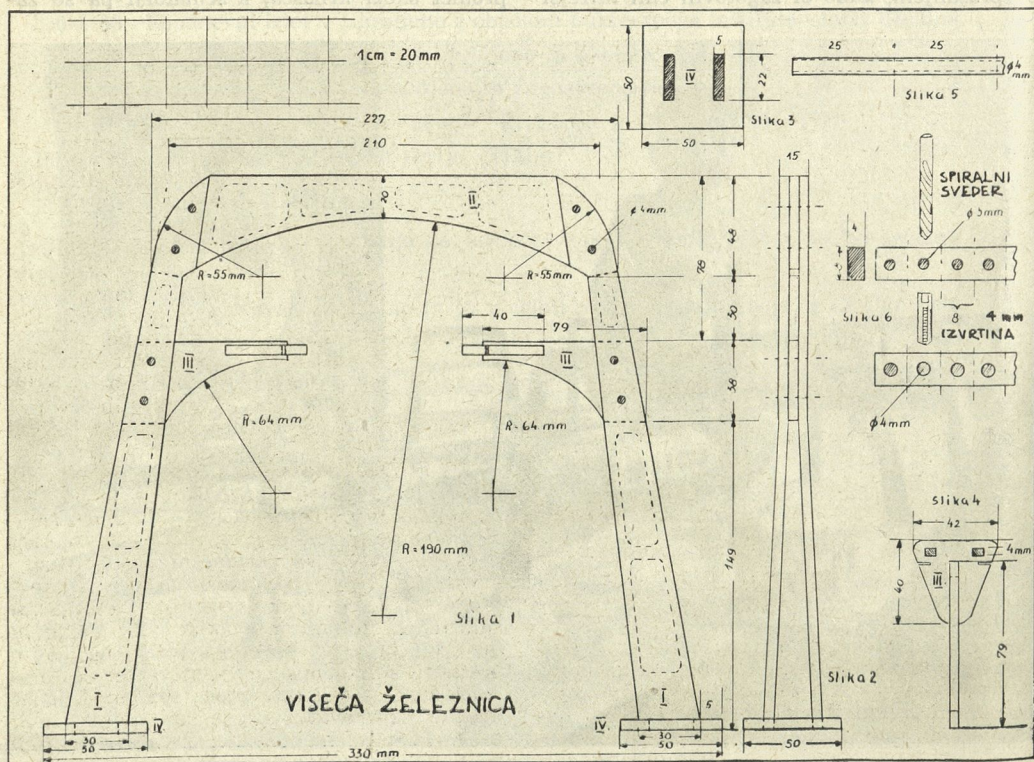 1cm = 20mm
227
210
50
5
IV
22
50
Slika 3
25
25
ϕ4 mm
Slika 5
20
II
ϕ4mm
R=55mm
R=55mm
40
79
III
III
R=64mm
R=64mm
R=190mm
Slika 1
I
I
IV
IV
30
50
5
30
50
330 mm
VISEČA ŽELEZNICA
15
48
78
30
38
149
Slika 2
50
SPIRALNI
SVEDER
ϕ3mm
4
Slika 6
8
4 mm
IZVRTINA
ϕ4mm
Slika 4
42
4mm
III
40
79